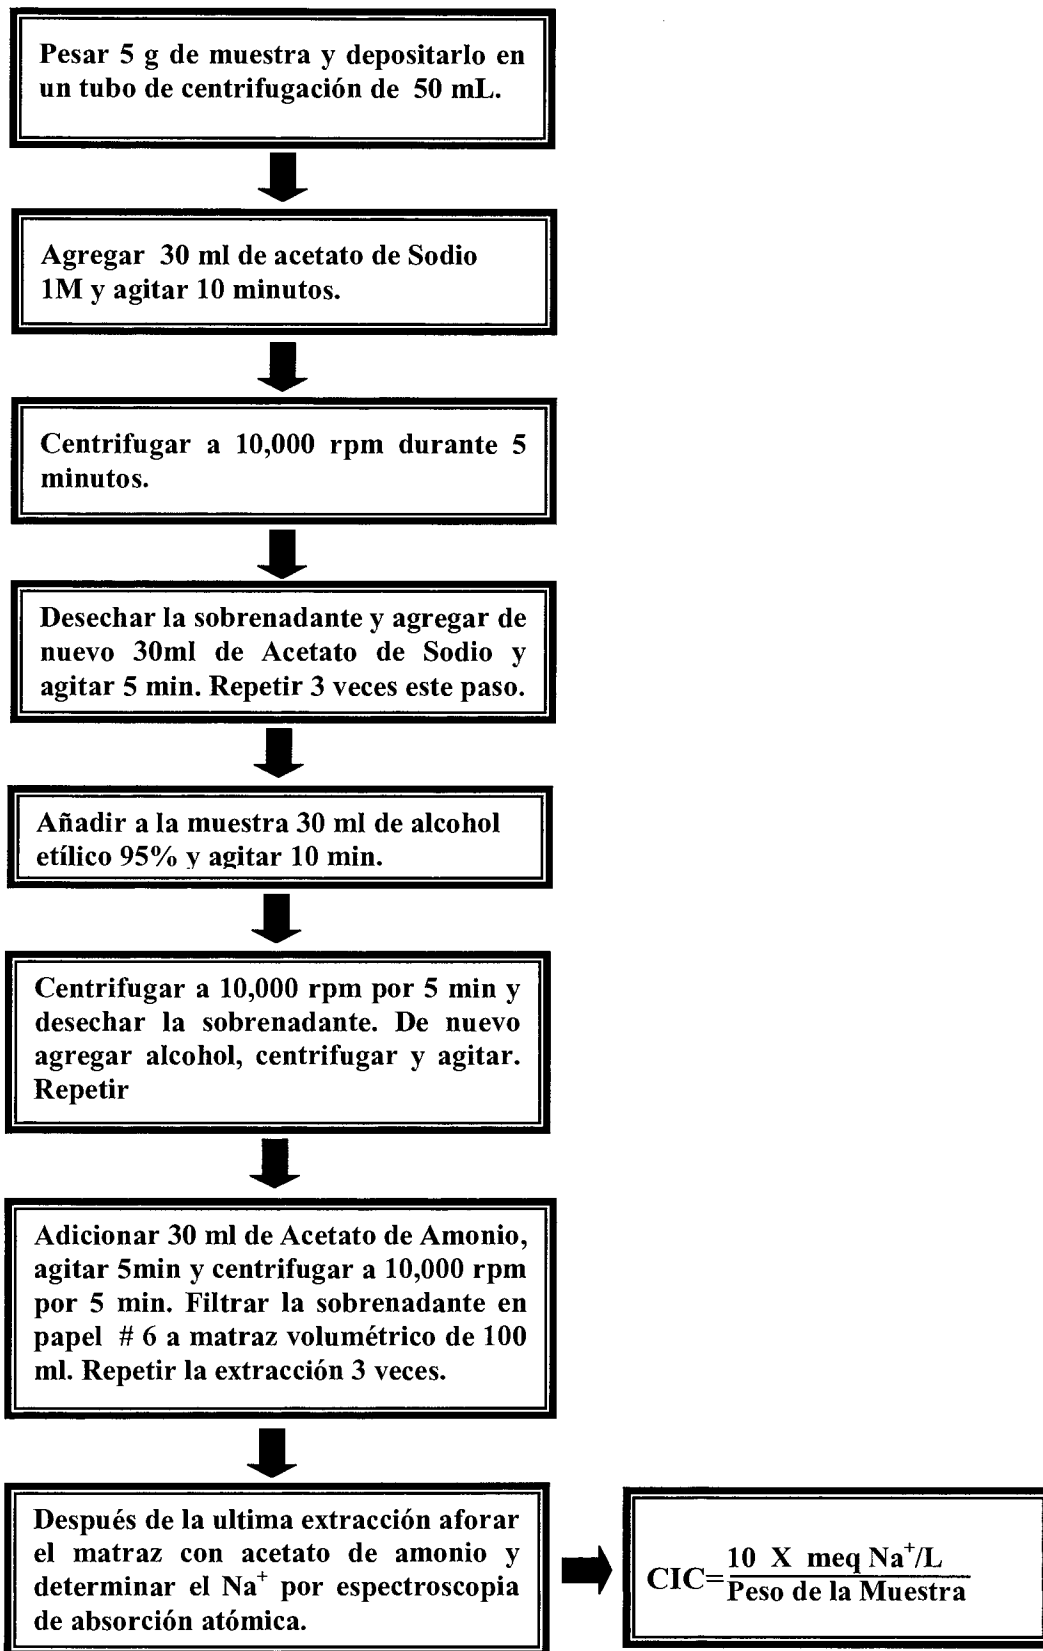 Pesar 5 g de muestra y depositarlo en
un tubo de centrifugación de 50 mL.
Agregar 30 ml de acetato de Sodio
1M y agitar 10 minutos.
Centrifugar a 10,000 rpm durante 5
minutos.
Desechar la sobrenadante y agregar de
nuevo 30ml de Acetato de Sodio y
agitar 5 min. Repetir 3 veces este paso.
Añadir a la muestra 30 ml de alcohol
etílico 95% y agitar 10 min.
Centrifugar a 10,000 rpm por 5 min y
desechar la sobrenadante. De nuevo
agregar alcohol, centrifugar y agitar.
Repetir
Adicionar 30 ml de Acetato de Amonio,
agitar 5min y centrifugar a 10,000 rpm
por 5 min. Filtrar la sobrenadante en
papel # 6 a matraz volumétrico de 100
ml. Repetir la extracción 3 veces.
Después de la ultima extracción aforar
el matraz con acetato de amonio y
determinar el Na⁺ por espectroscopia
de absorción atómica.
10 X meq Na⁺/L
CIC=
Peso de la Muestra